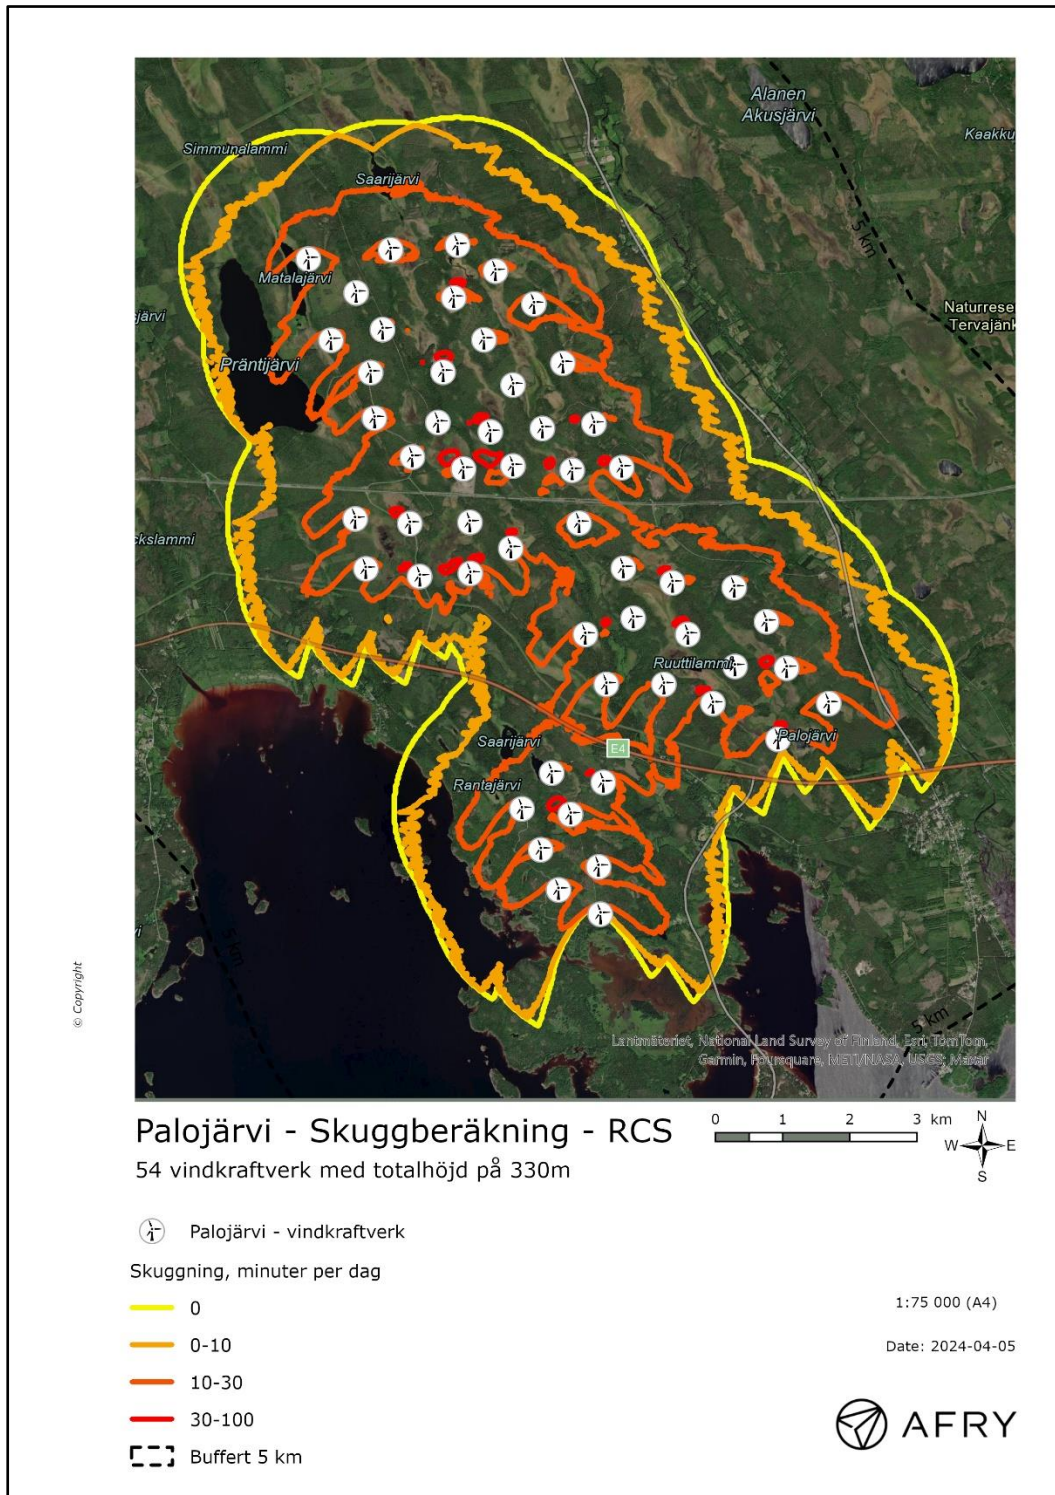 Alanen
Akusjärvi
Kaakku
Simmunalammi
Saarijärvi
5 km
Matalajärvi
Naturrese
Tervajänk
sjärvi
Präntijärvi
ckslammi
Ruuttilammi
Palojärvi
Saarijärvi
E4
Rantajärvi
vi
5 km
5 km
© Copyright
Lantmäteriet, National Land Survey of Finland, Esri, TomTom,
Garmin, Foursquare, METI/NASA, USGS, Maxar
Palojärvi - Skuggberäkning - RCS
54 vindkraftverk med totalhöjd på 330m
0 1 2 3 km
N
W E
S
Palojärvi - vindkraftverk
Skuggning, minuter per dag
0
0-10
10-30
30-100
Buffert 5 km
1:75 000 (A4)
Date: 2024-04-05
AFRY